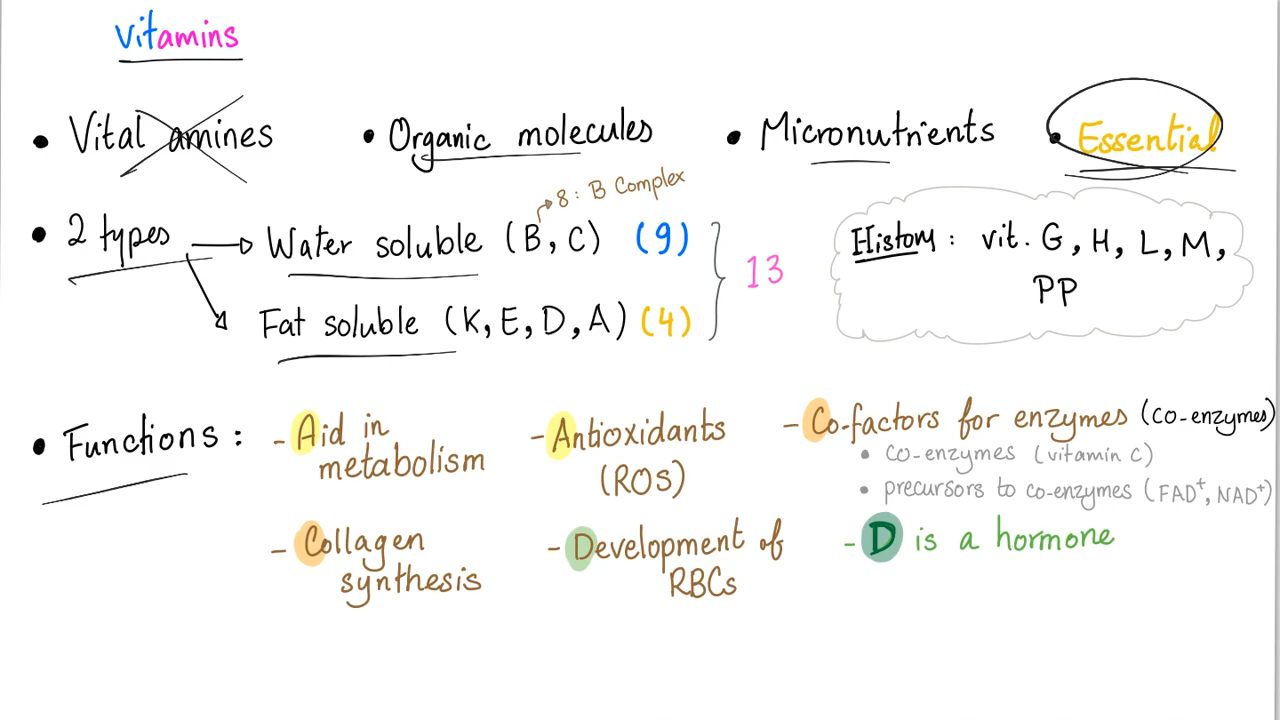 Vitamins
• Vital amines
• Organic molecules
• Micronutrients
• Essential
8 : B Complex
• 2 types → Water soluble (B, C) (9)
Fat soluble (K, E, D, A) (4)
13
History : vit. G, H, L, M,
PP
• Functions :
- Aid in
metabolism
- Antioxidants
(ROS)
- Co-factors for enzymes (co-enzymes)
• co-enzymes (vitamin C)
• precursors to co-enzymes (FAD⁺, NAD⁺)
- Collagen
synthesis
- Development of
RBCs
- D is a hormone